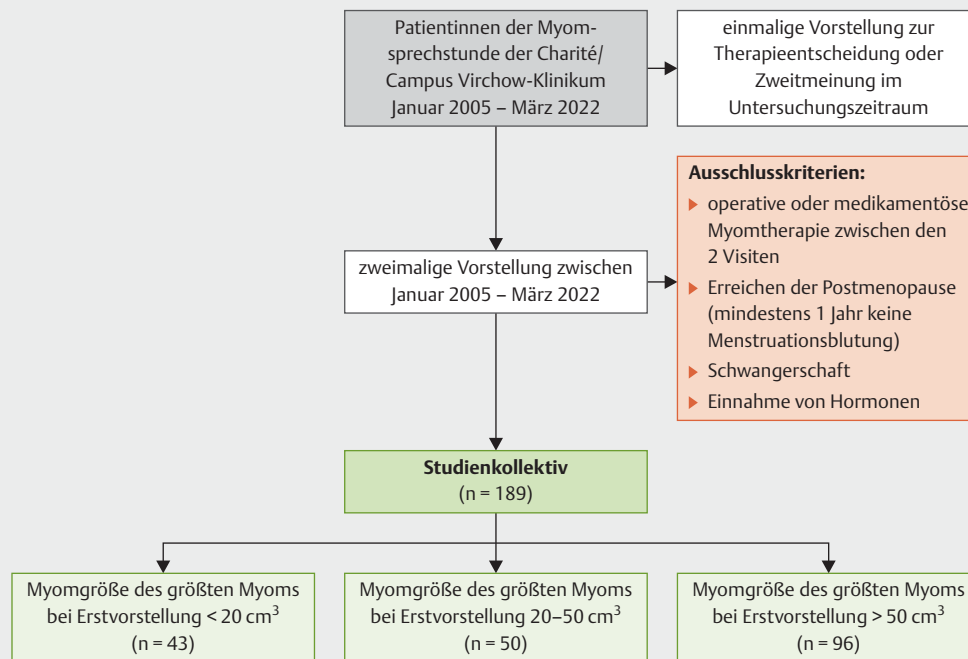 Patientinnen der Myom-
sprechstunde der Charité/
Campus Virchow-Klinikum
Januar 2005 – März 2022
einmalige Vorstellung zur
Therapieentscheidung oder
Zweitmeinung im
Untersuchungszeitraum
zweimalige Vorstellung zwischen
Januar 2005 – März 2022
Ausschlusskriterien:
operative oder medikamentöse
Myomtherapie zwischen den
2 Visiten
Erreichen der Postmenopause
(mindestens 1 Jahr keine
Menstruationsblutung)
Schwangerschaft
Einnahme von Hormonen
Studienkollektiv
(n = 189)
Myomgröße des größten Myoms
bei Erstvorstellung < 20 cm³
(n = 43)
Myomgröße des größten Myoms
bei Erstvorstellung 20–50 cm³
(n = 50)
Myomgröße des größten Myoms
bei Erstvorstellung > 50 cm³
(n = 96)